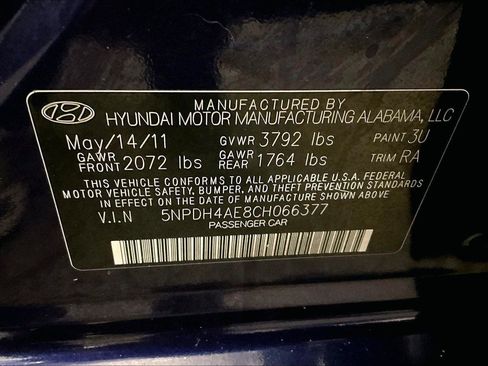 MANUFACTURED BY
HYUNDAI MOTOR MANUFACTURING ALABAMA, LLC
May/14/11 GVWR 3792 lbs PAINT 3U
GAWR FRONT 2072 lbs GAWR REAR 1764 lbs TRIM RA
THIS VEHICLE CONFORMS TO ALL APPLICABLE U.S.A. FEDERAL
MOTOR VEHICLE SAFETY, BUMPER, AND THEFT PREVENTION STANDARDS
IN EFFECT ON THE DATE OF MANUFACTURE SHOWN ABOVE.
V.I.N 5NPDH4AE8CH066377
PASSENGER CAR